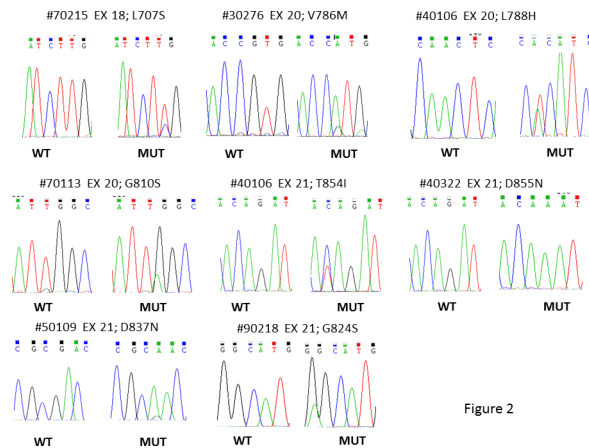 #70215 EX 18; L707S
#30276 EX 20; V786M
#40106 EX 20; L788H
A T C T T G
A T C T T G
A C C G T G
A C C A T G
C A A C T C
C A C A T C
WT
MUT
WT
MUT
WT
MUT
#70113 EX 20; G810S
#40106 EX 21; T854I
#40322 EX 21; D855N
A T T G G C
A T T G G C
A C A G A T
A C A G A T
A C A G A T
A C A A A T
WT
MUT
WT
MUT
WT
MUT
#50109 EX 21; D837N
#90218 EX 21; G824S
C G C G A C
C G C A A C
G G C A T G
G G C A T G
WT
MUT
WT
MUT
Figure 2